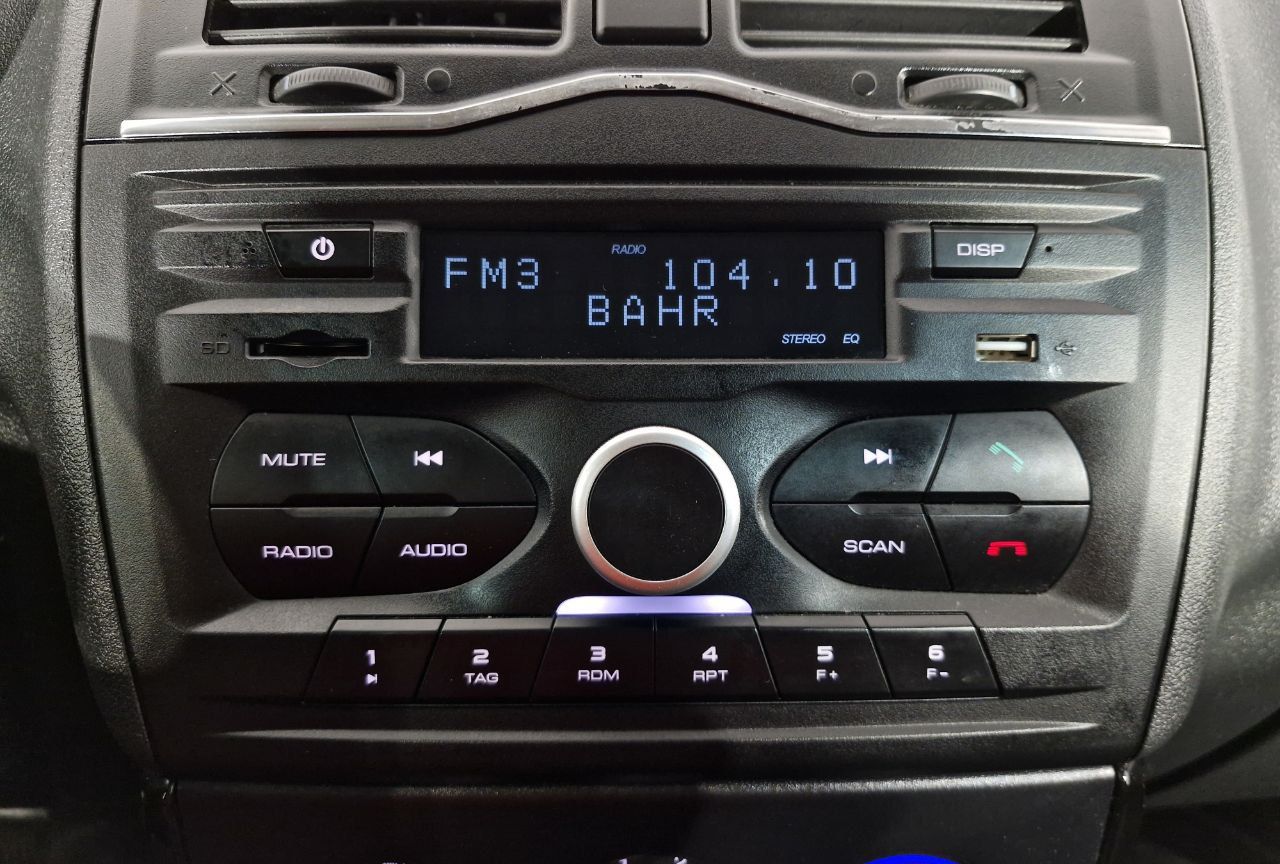 RADIO
FM3 104.10
BAHR
STEREO EQ
DISP
SD
MUTE
RADIO
AUDIO
SCAN
1
2 TAG
3 RDM
4 RPT
5 F+
6 F-